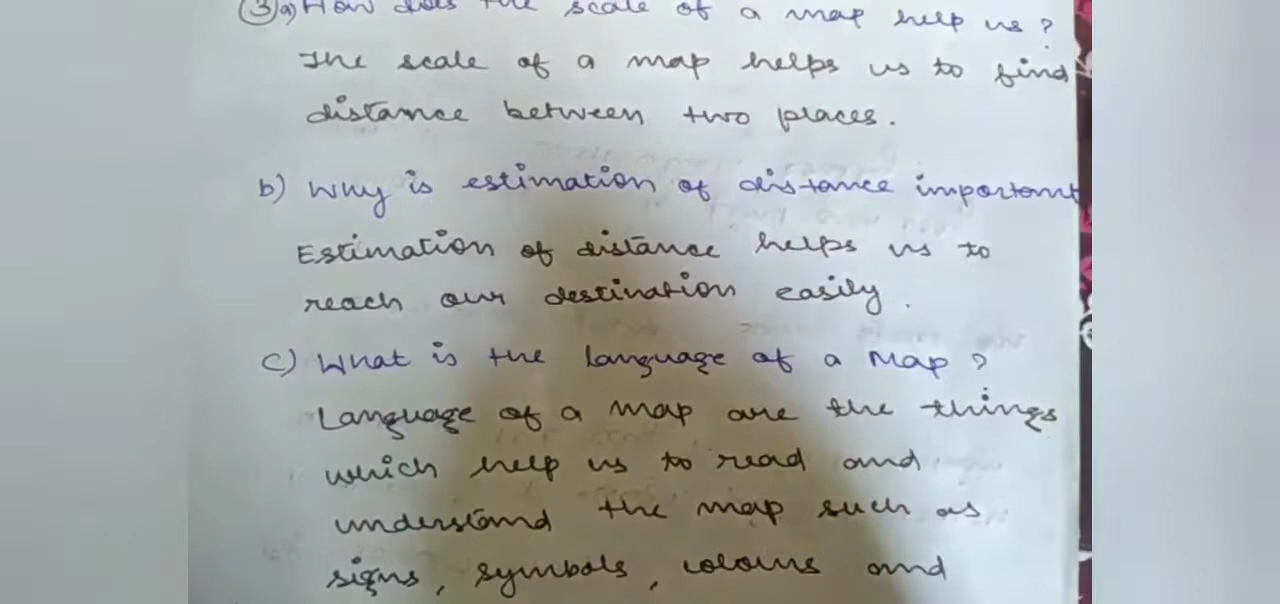 ③a) How does the scale of a map help us ?
The scale of a map helps us to find
distance between two places.
b) Why is estimation of distance important
Estimation of distance helps us to
reach our destination easily.
c) What is the language of a Map ?
Language of a map are the things
which help us to read and
understand the map such as
signs, symbols, colours and